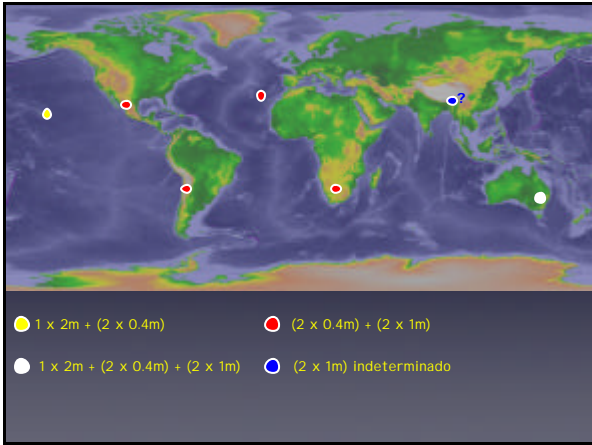 ?
1 x 2m + (2 x 0.4m)
(2 x 0.4m) + (2 x 1m)
1 x 2m + (2 x 0.4m) + (2 x 1m)
(2 x 1m) indeterminado